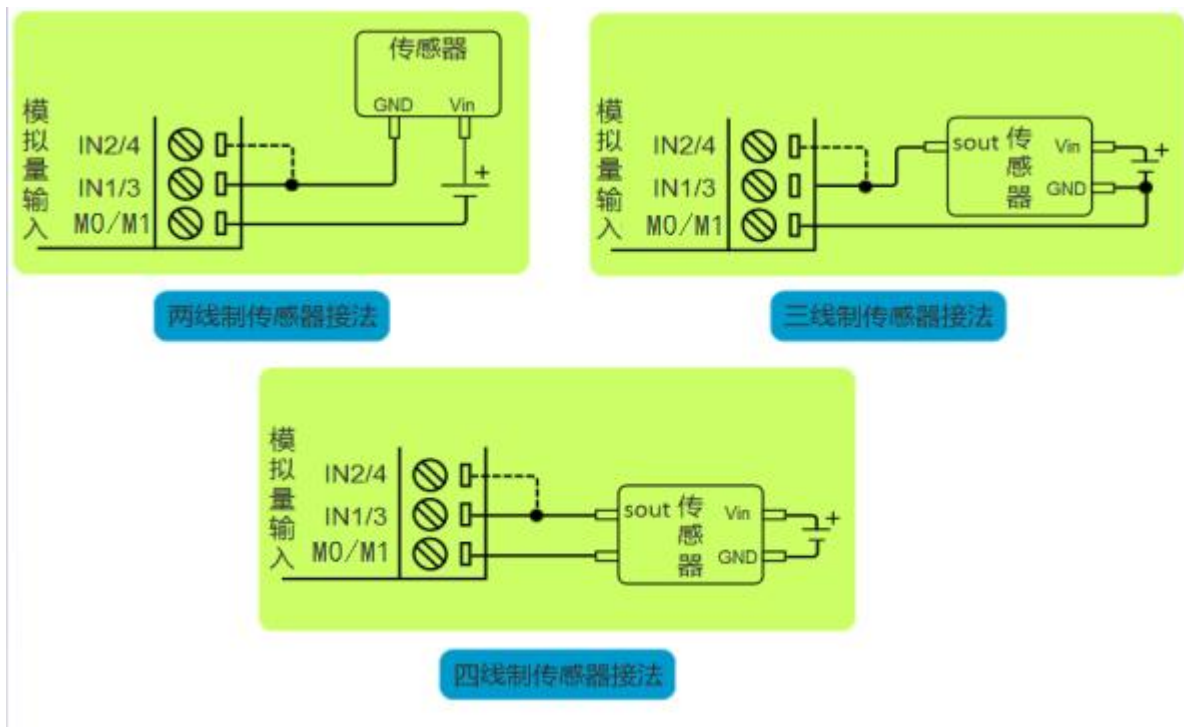 传感器
GND Vin
+
模拟量输入
IN2/4
IN1/3
M0/M1
两线制传感器接法
模拟量输入
IN2/4
IN1/3
M0/M1
sout 传感器 Vin
GND
+
三线制传感器接法
模拟量输入
IN2/4
IN1/3
M0/M1
sout 传感器 Vin
GND
+
四线制传感器接法